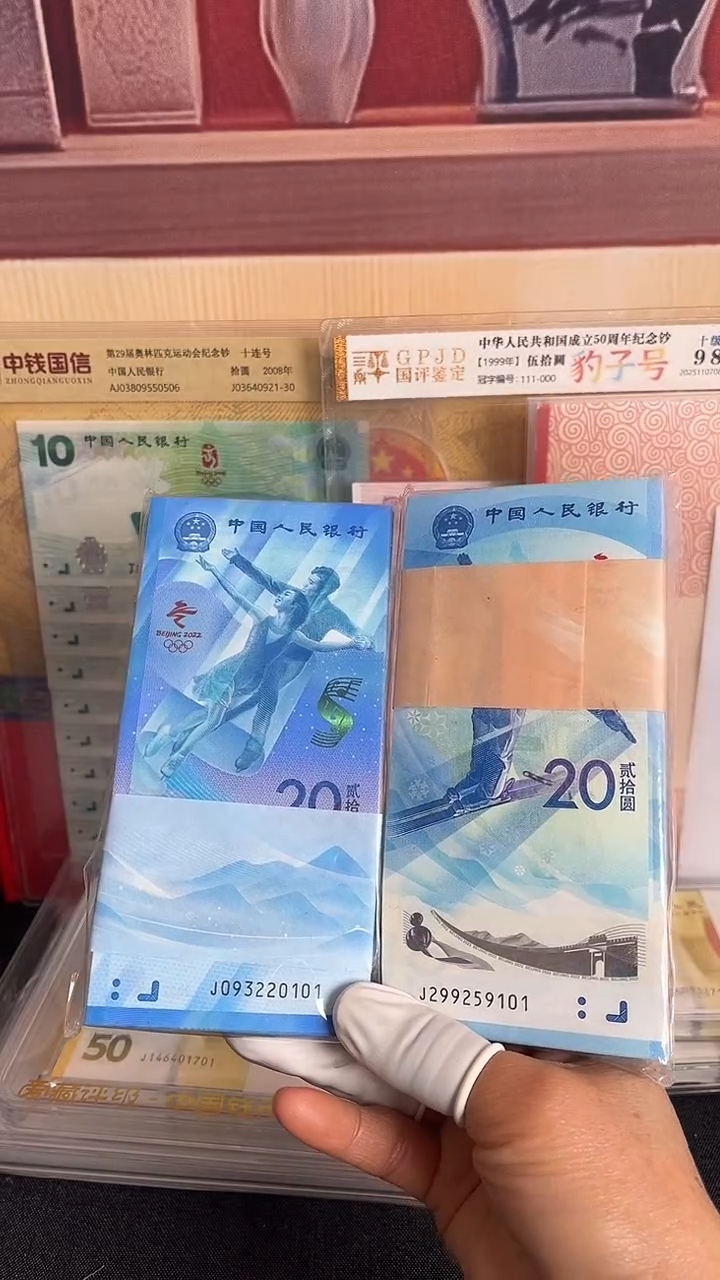 中钱国信
ZHONGQIANGUOXIN
第29届奥林匹克运动会纪念钞 十连号
中国人民银行 拾圆 2008年
AJ03809550506 J03640921-30
GPJD
国评鉴定
中华人民共和国成立50周年纪念钞
【1999年】 伍拾圆
冠字编号:111-000
豹子号
十级
98
10
中国人民银行
中国人民银行
BEIJING 2022
20
贰拾
J093220101
中国人民银行
20
贰拾圆
J299259101
50
J146401701